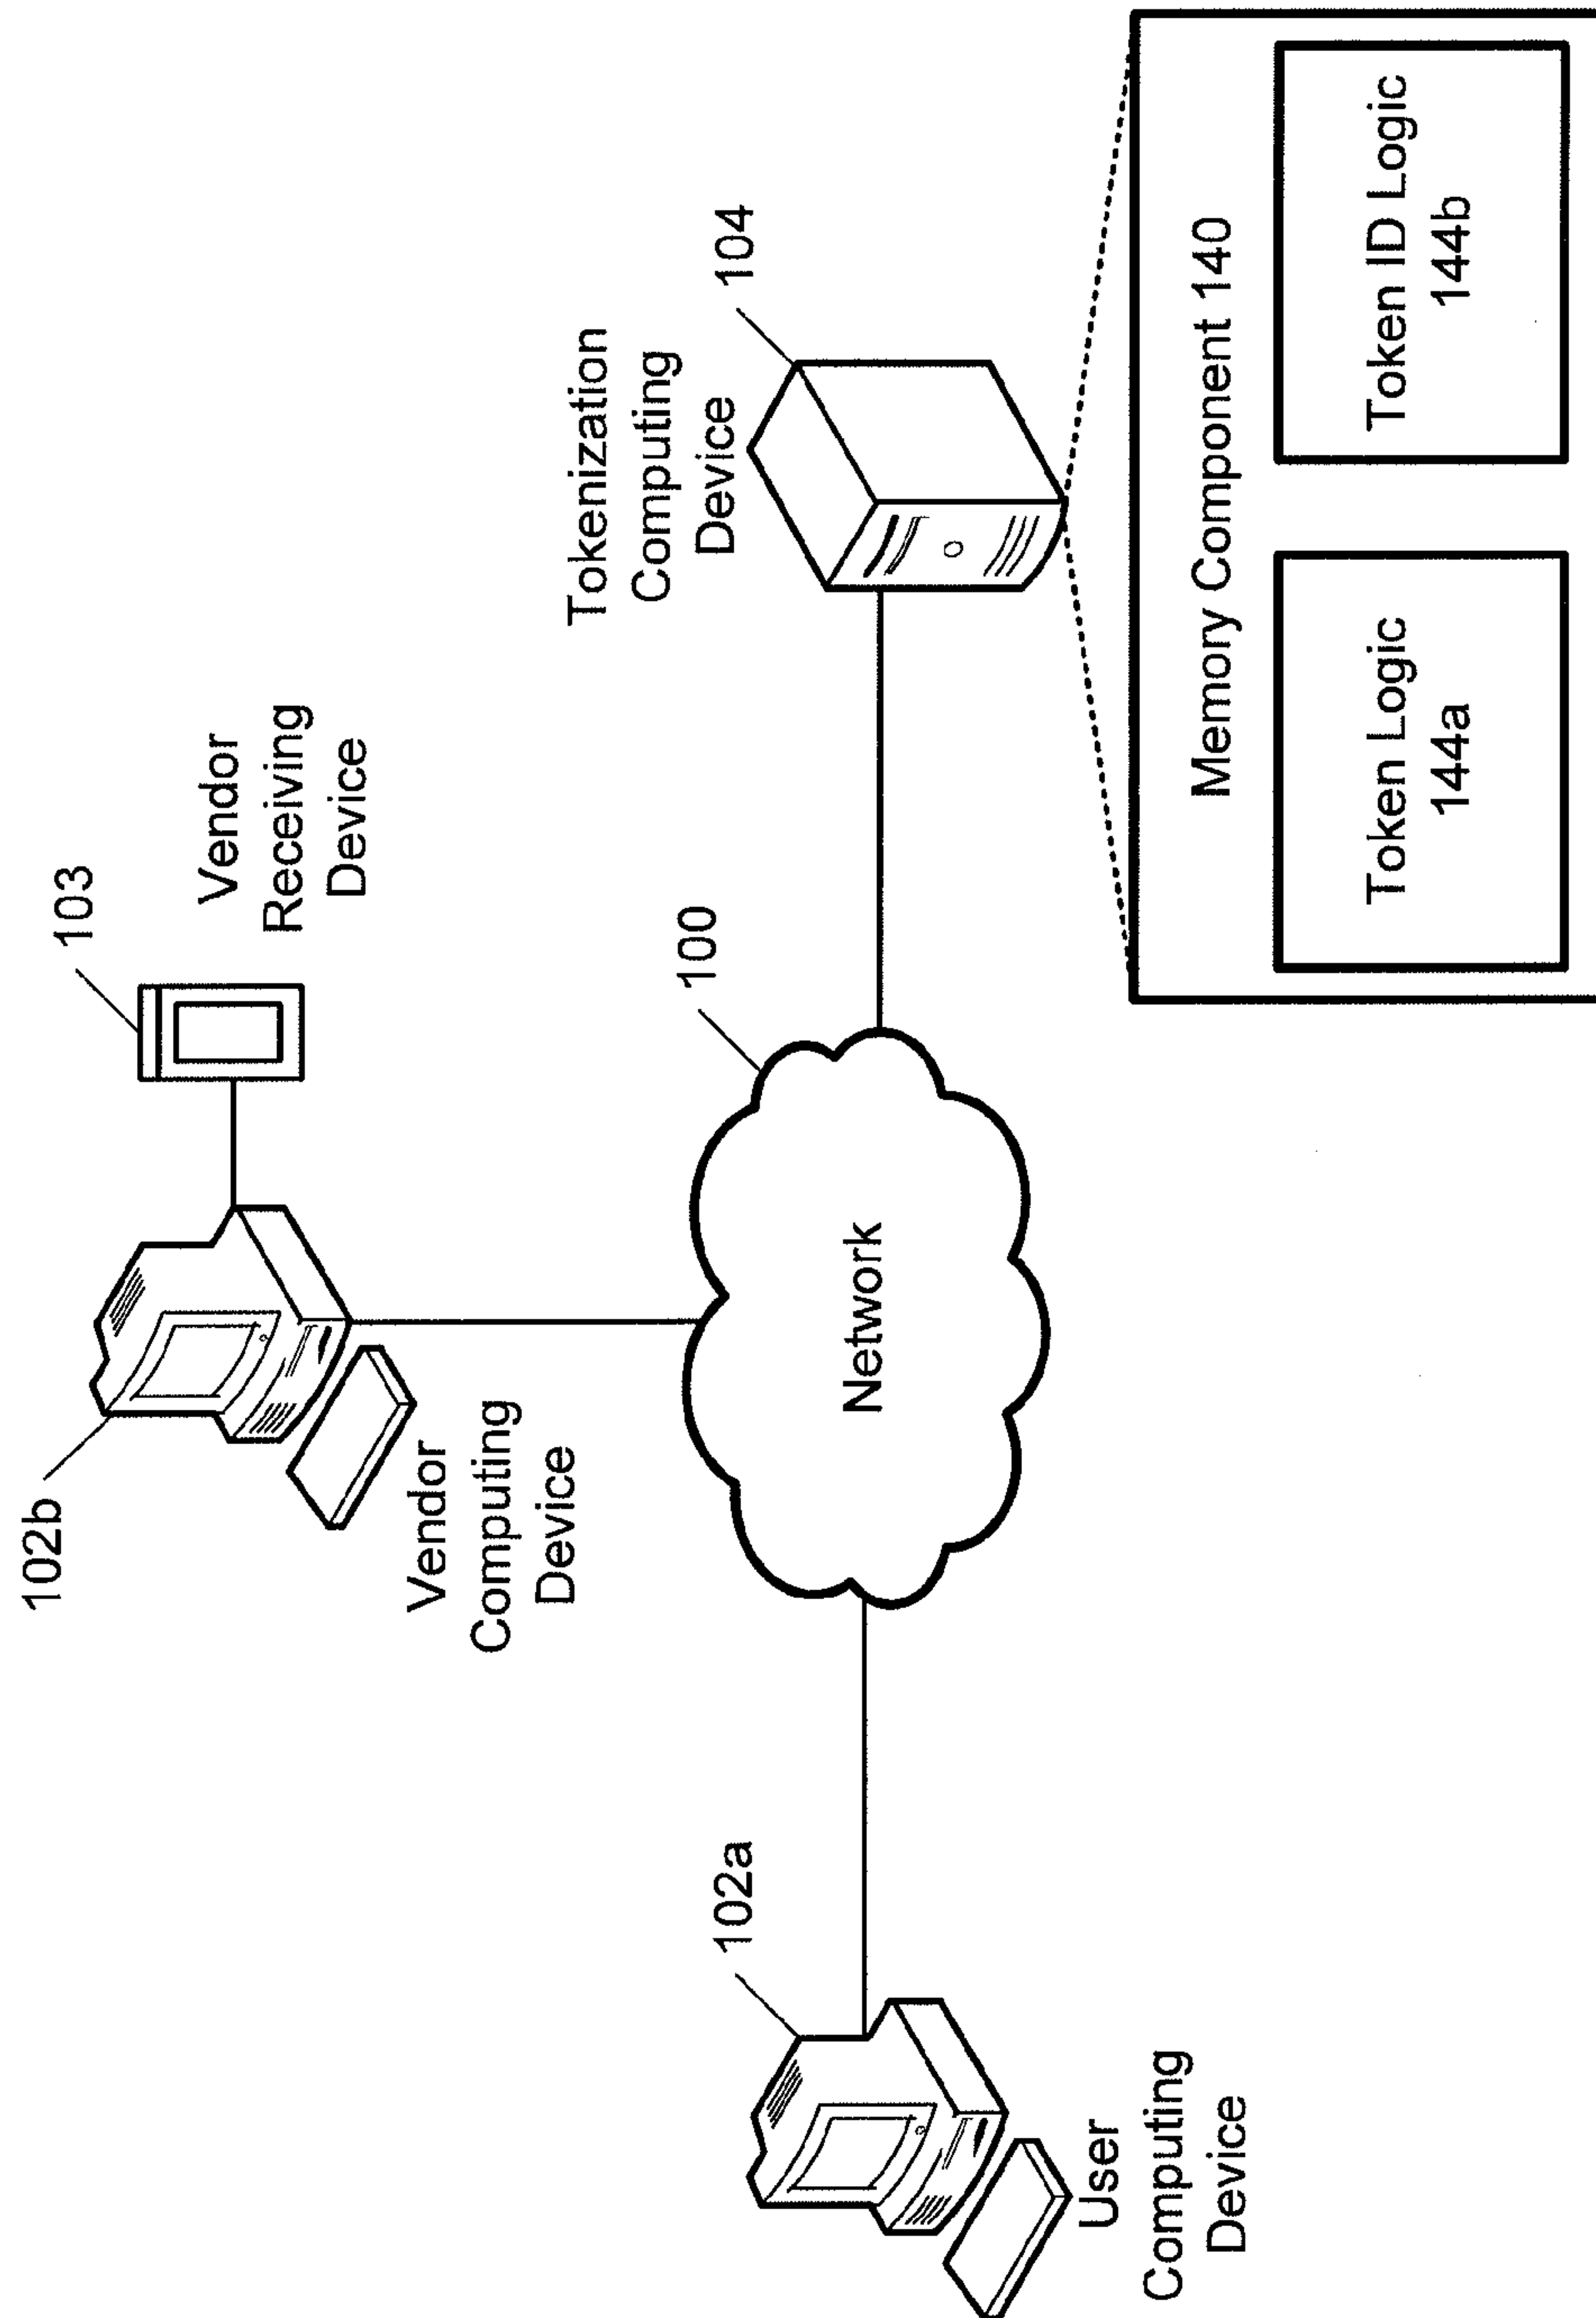 102b
103
Vendor
Receiving
Device
Vendor
Computing
Device
Tokenization
Computing
Device
104
102a
100
Network
User
Computing
Device
Memory Component 140
Token Logic
144a
Token ID Logic
144b